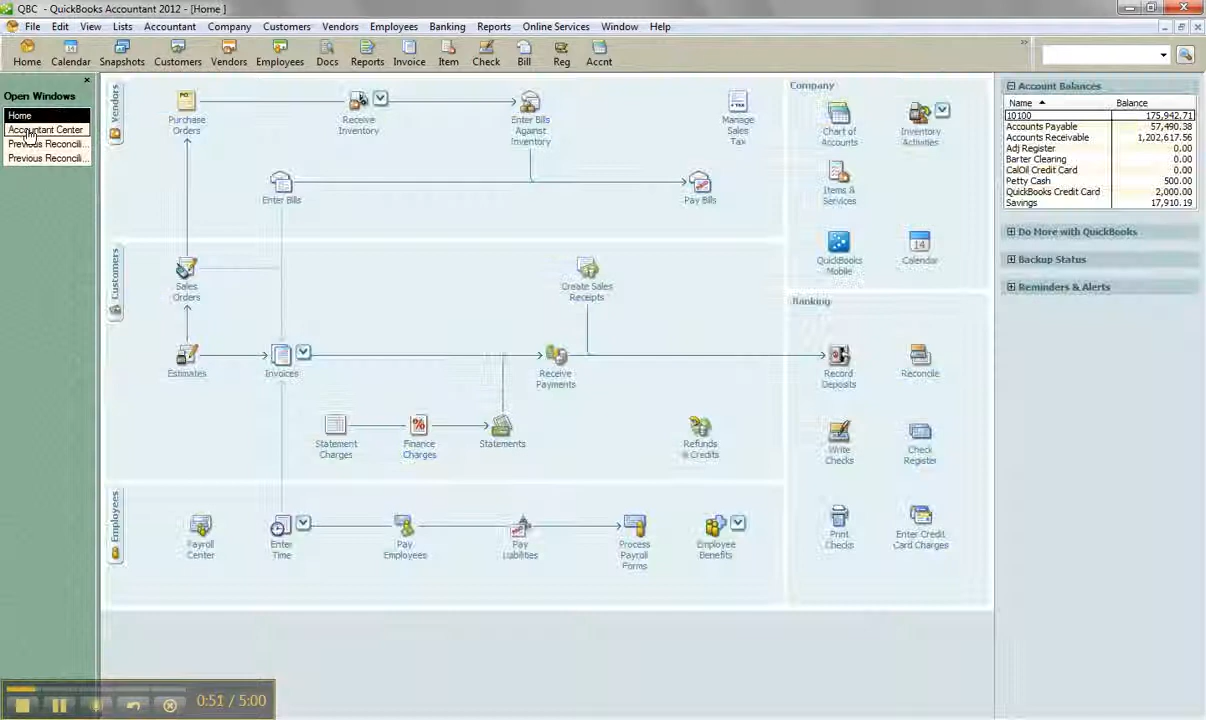 QBC - QuickBooks Accountant 2012 - [Home ]
File Edit View Lists Accountant Company Customers Vendors Employees Banking Reports Online Services Window Help
Home Calendar Snapshots Customers Vendors Employees Docs Reports Invoice Item Check Bill Reg Accnt
Open Windows
Home
Accountant Center
Previous Reconcili...
Previous Reconcili...
Vendors
PO
Purchase
Orders
Receive
Inventory
Enter Bills
Against
Inventory
Manage
Sales
Tax
Enter Bills
Pay Bills
Customers
Sales
Orders
Create Sales
Receipts
Estimates
Invoices
Receive
Payments
Statement
Charges
Finance
Charges
Statements
Refunds
& Credits
Employees
Payroll
Center
Enter
Time
Pay
Employees
Pay
Liabilities
Process
Payroll
Forms
Employee
Benefits
Company
Chart of
Accounts
Inventory
Activities
Items &
Services
QuickBooks
Mobile
14
Calendar
Banking
Record
Deposits
Reconcile
Write
Checks
Check
Register
Print
Checks
Enter Credit
Card Charges
Account Balances
Name Balance
10100 175,942.71
Accounts Payable 57,490.38
Accounts Receivable 1,202,617.56
Adj Register 0.00
Barter Clearing 0.00
CalOil Credit Card 0.00
Petty Cash 500.00
QuickBooks Credit Card 2,000.00
Savings 17,910.19
Do More with QuickBooks
Backup Status
Reminders & Alerts
0:51 / 5:00